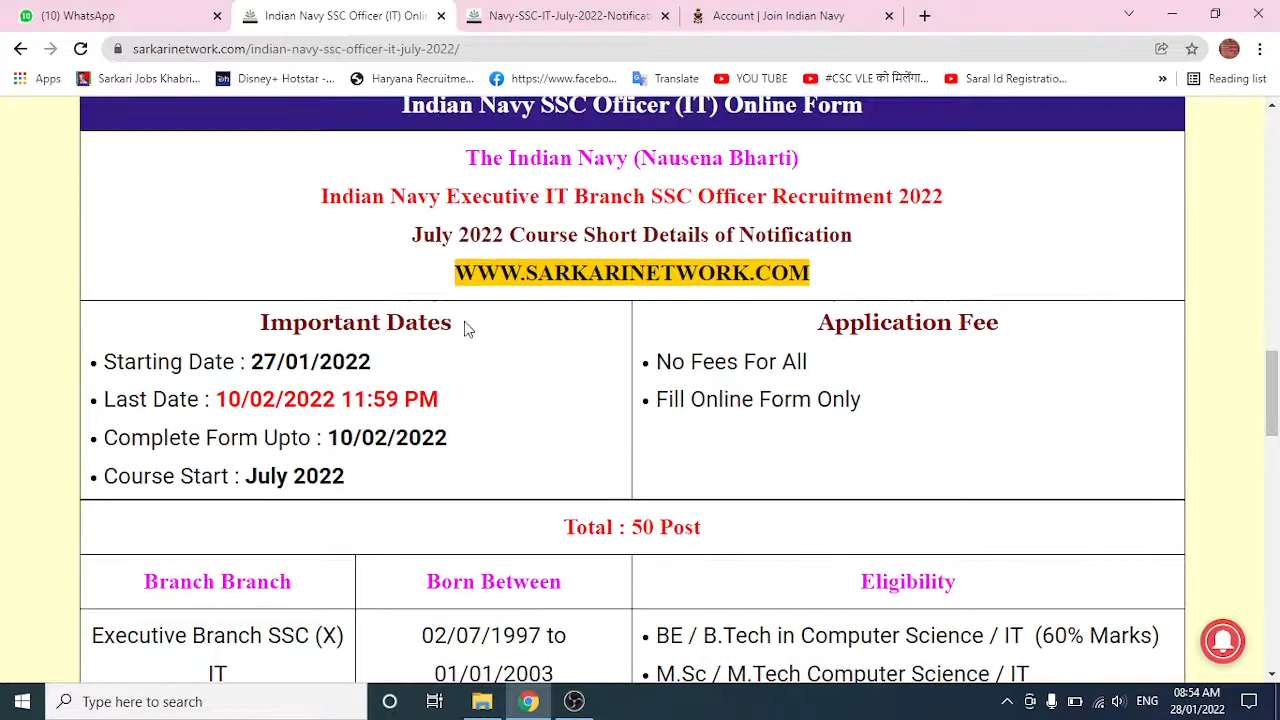 (10) WhatsApp
Indian Navy SSC Officer (IT) Onlin
Navy-SSC-IT-July-2022-Notificat
Account | Join Indian Navy
sarkarinetwork.com/indian-navy-ssc-officer-it-july-2022/
Apps
Sarkari Jobs Khabri...
Disney+ Hotstar -...
Haryana Recruitme...
https://www.facebo...
Translate
YOU TUBE
#CSC VLE को मिलेंगा...
Saral Id Registratio...
»
Reading list
Indian Navy SSC Officer (IT) Online Form
The Indian Navy (Nausena Bharti)
Indian Navy Executive IT Branch SSC Officer Recruitment 2022
July 2022 Course Short Details of Notification
WWW.SARKARINETWORK.COM
Important Dates
• Starting Date : 27/01/2022
• Last Date : 10/02/2022 11:59 PM
• Complete Form Upto : 10/02/2022
• Course Start : July 2022
Application Fee
• No Fees For All
• Fill Online Form Only
Total : 50 Post
Branch Branch
Born Between
Eligibility
Executive Branch SSC (X)
IT
02/07/1997 to
01/01/2003
• BE / B.Tech in Computer Science / IT (60% Marks)
• M.Sc / M.Tech Computer Science / IT
Type here to search
ENG
08:54 AM
28/01/2022